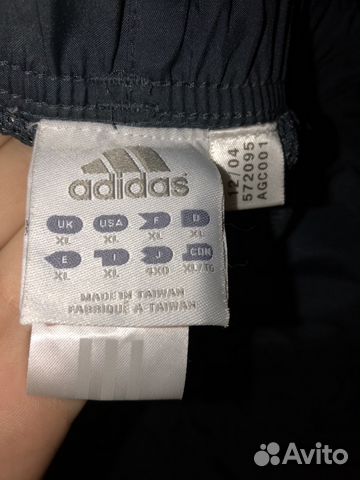 adidas
UK USA F D
XL XL XL XL
E I J CDN
XL XL 4XO XL/TG
MADE IN TAIWAN
FABRIQUÉ A TAIWAN
12/04
572095
AGC001
Avito